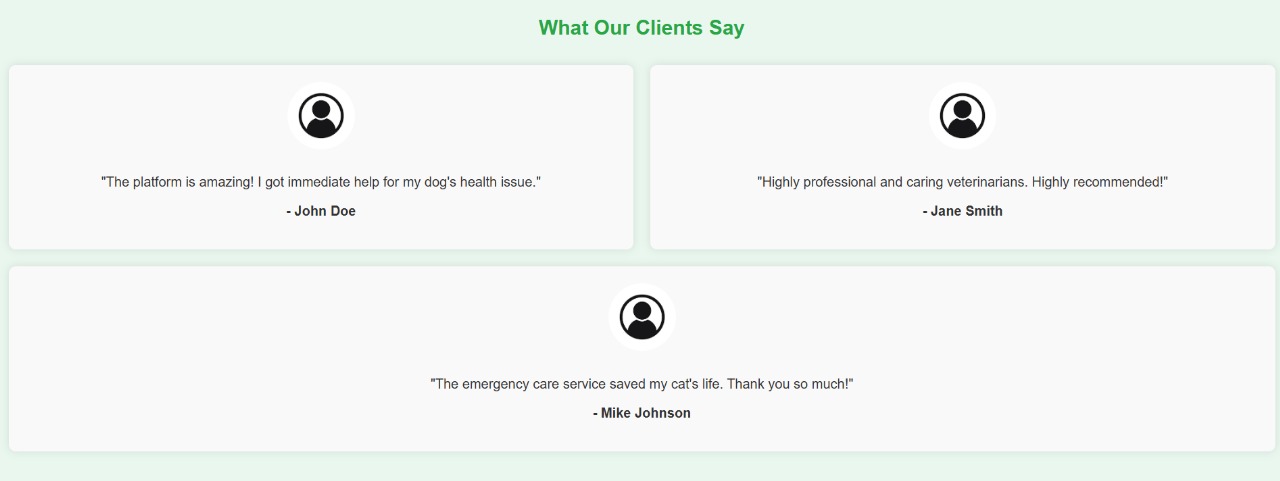 What Our Clients Say
"The platform is amazing! I got immediate help for my dog's health issue."
- John Doe
"Highly professional and caring veterinarians. Highly recommended!"
- Jane Smith
"The emergency care service saved my cat's life. Thank you so much!"
- Mike Johnson